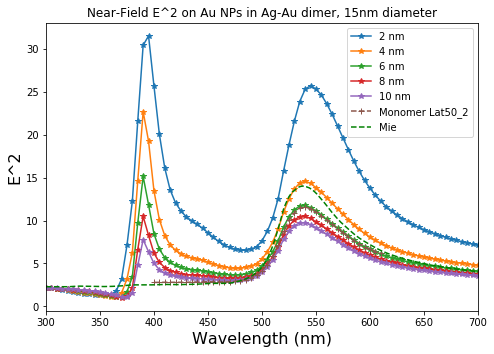 Near-Field E^2 on Au NPs in Ag-Au dimer, 15nm diameter
2 nm
4 nm
6 nm
8 nm
10 nm
Monomer Lat50_2
Mie
E^2
30
25
20
15
10
5
0
300
350
400
450
500
550
600
650
700
Wavelength (nm)